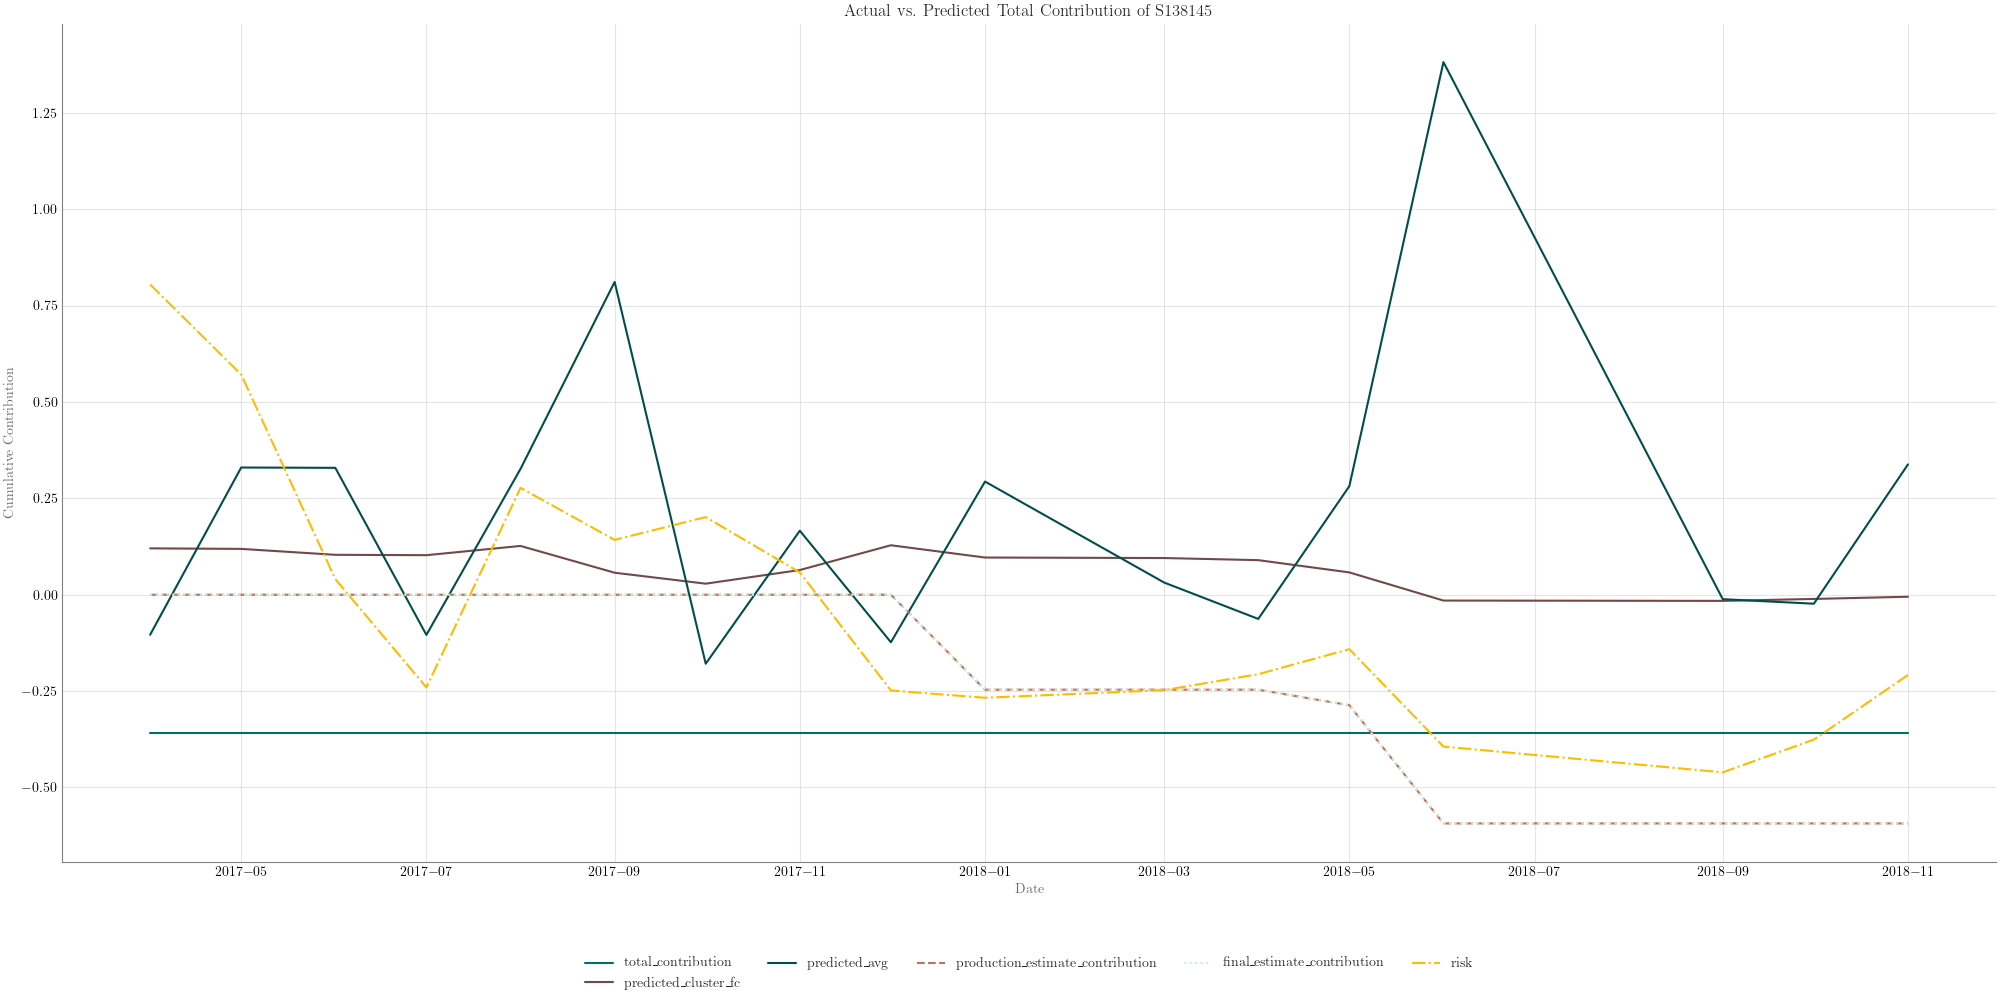 Actual vs. Predicted Total Contribution of S138145
Cumulative Contribution
1.25
1.00
0.75
0.50
0.25
0.00
−0.25
−0.50
2017−05 2017−07 2017−09 2017−11 2018−01 2018−03 2018−05 2018−07 2018−09 2018−11
Date
total_contribution predicted_avg production_estimate_contribution final_estimate_contribution risk
predicted_cluster_fc